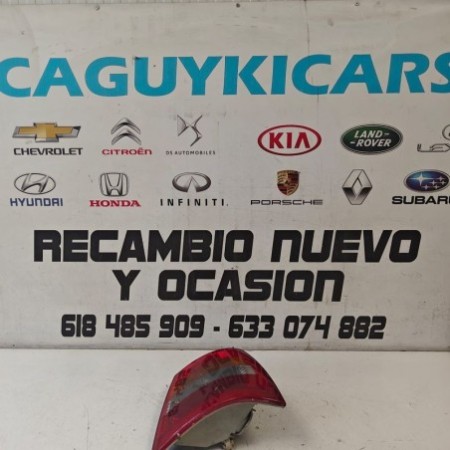 CAGUYKICARS
CHEVROLET CITROËN DS AUTOMOBILES KIA LAND ROVER
HYUNDAI HONDA INFINITI PORSCHE RENAULT SUBARU
RECAMBIO NUEVO
Y OCASION
618 485 909 - 633 074 882